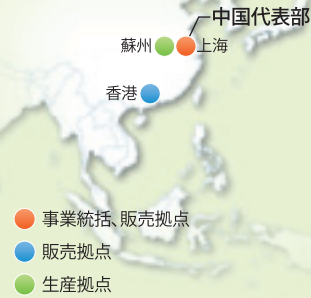 中国代表部
蘇州
上海
香港
事業統括、販売拠点
販売拠点
生産拠点